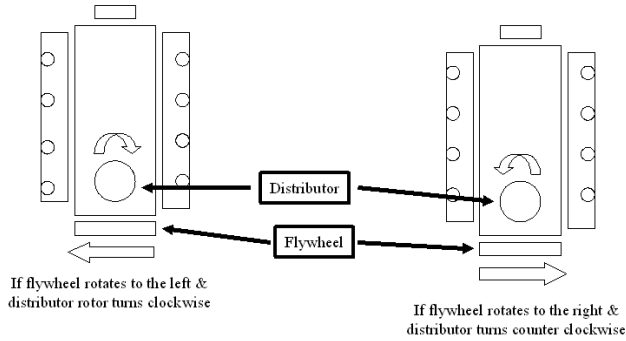 Distributor
Flywheel
If flywheel rotates to the left &
distributor rotor turns clockwise
If flywheel rotates to the right &
distributor turns counter clockwise